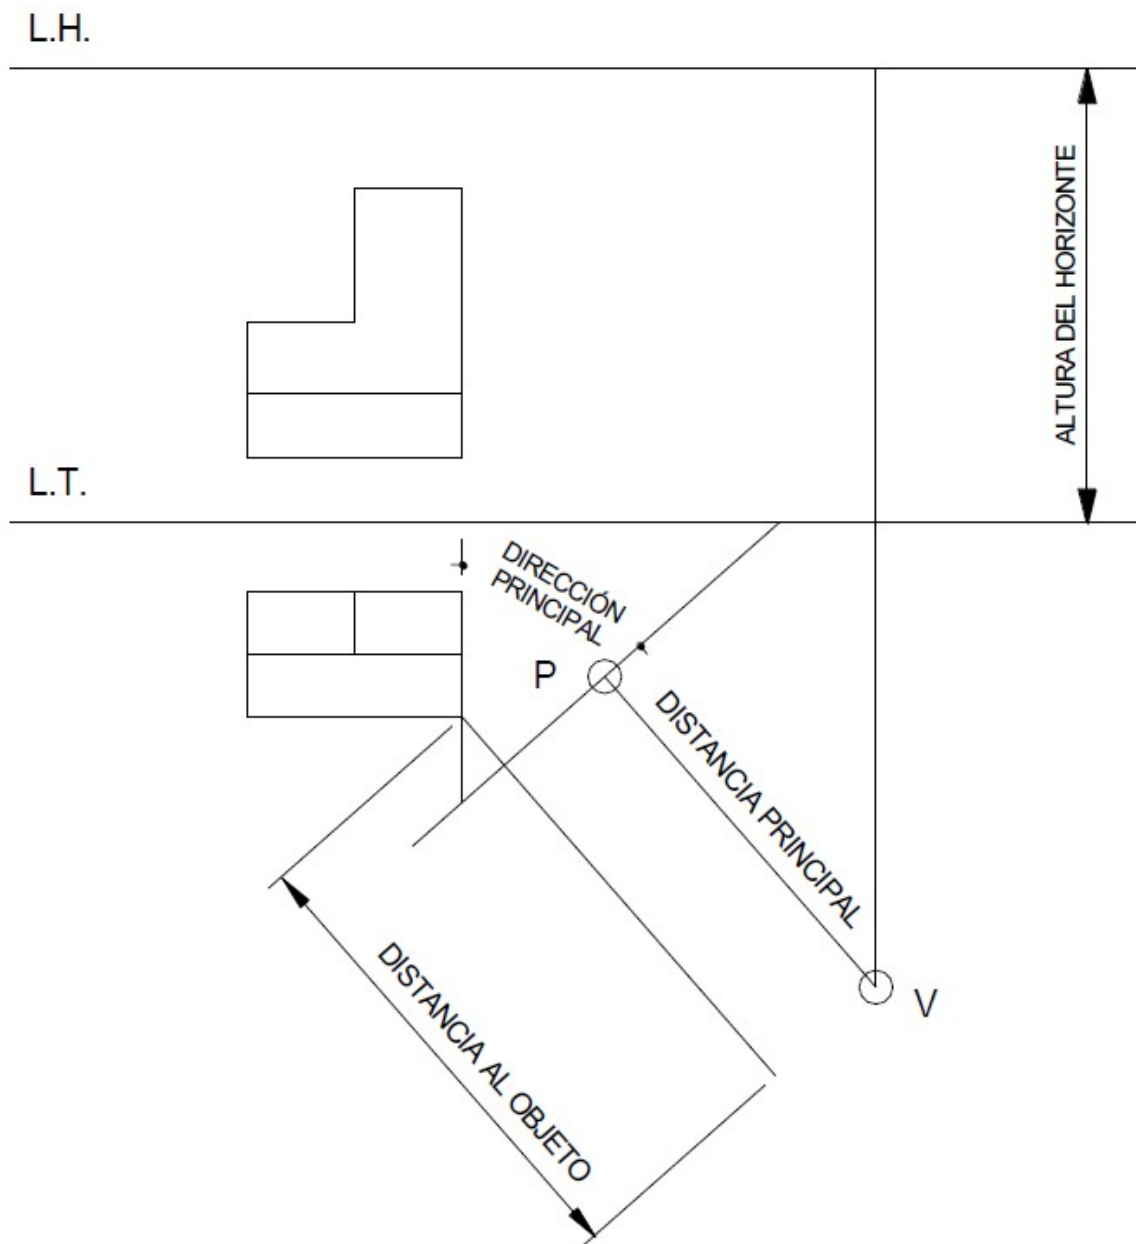 L.H.
ALTURA DEL HORIZONTE
L.T.
DIRECCIÓN
PRINCIPAL
P
DISTANCIA PRINCIPAL
V
DISTANCIA AL OBJETO